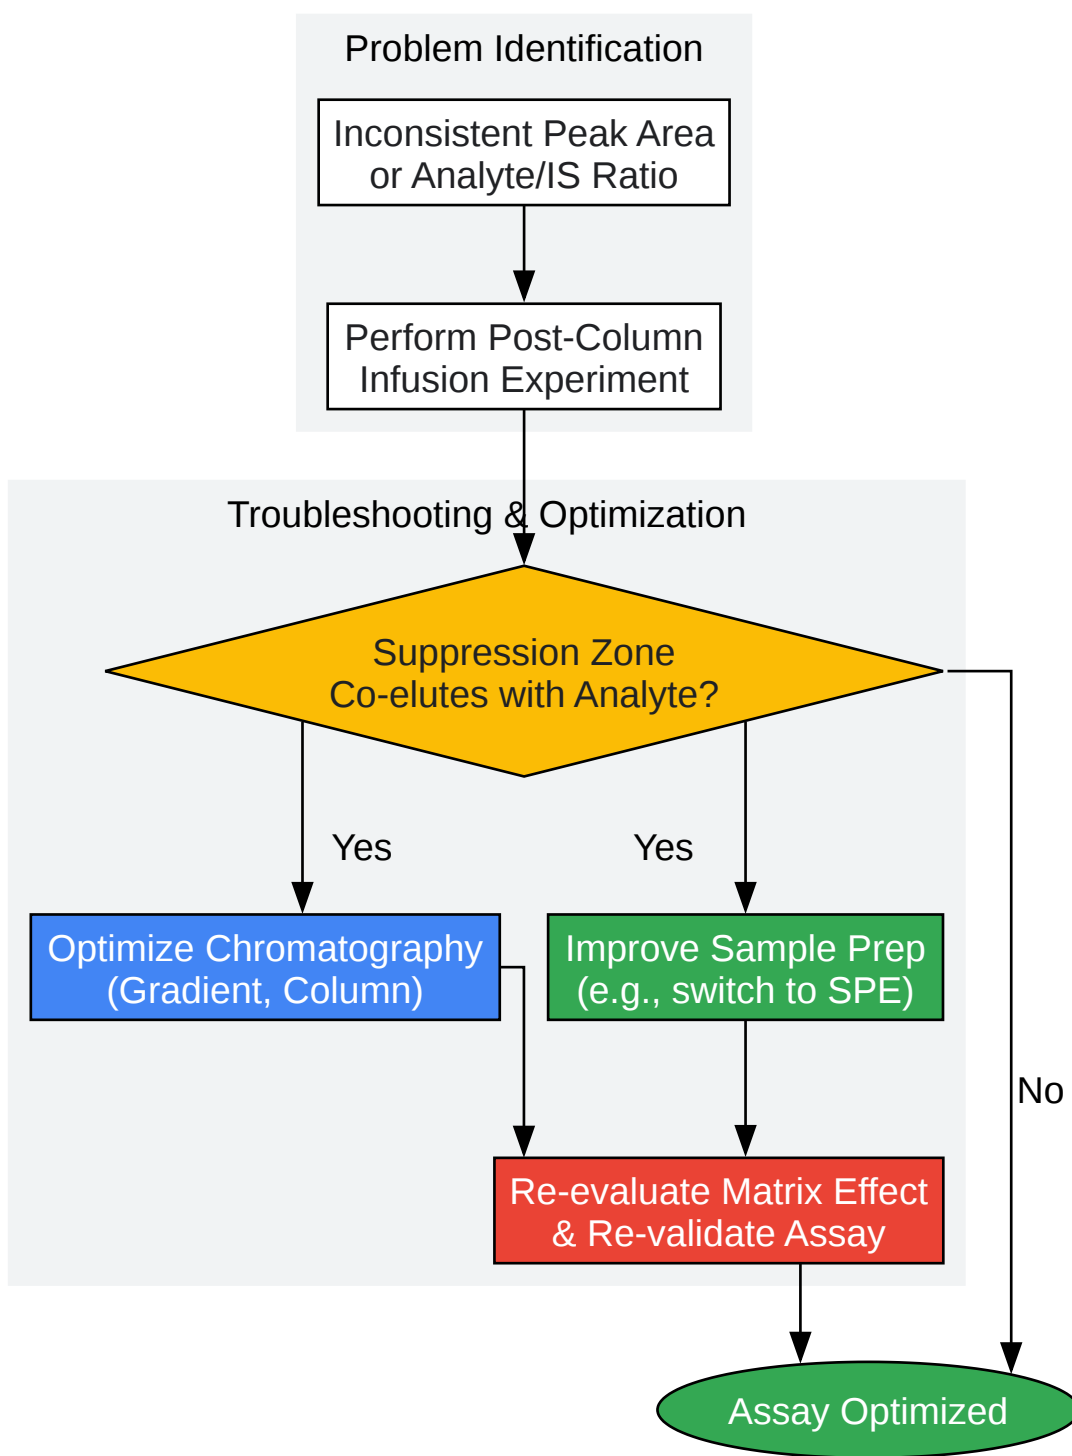 Problem Identification
Inconsistent Peak Area
or Analyte/IS Ratio
Perform Post-Column
Infusion Experiment
Troubleshooting & Optimization
Suppression Zone
Co-elutes with Analyte?
Yes
Yes
Optimize Chromatography
(Gradient, Column)
Improve Sample Prep
(e.g., switch to SPE)
No
Re-evaluate Matrix Effect
& Re-validate Assay
Assay Optimized